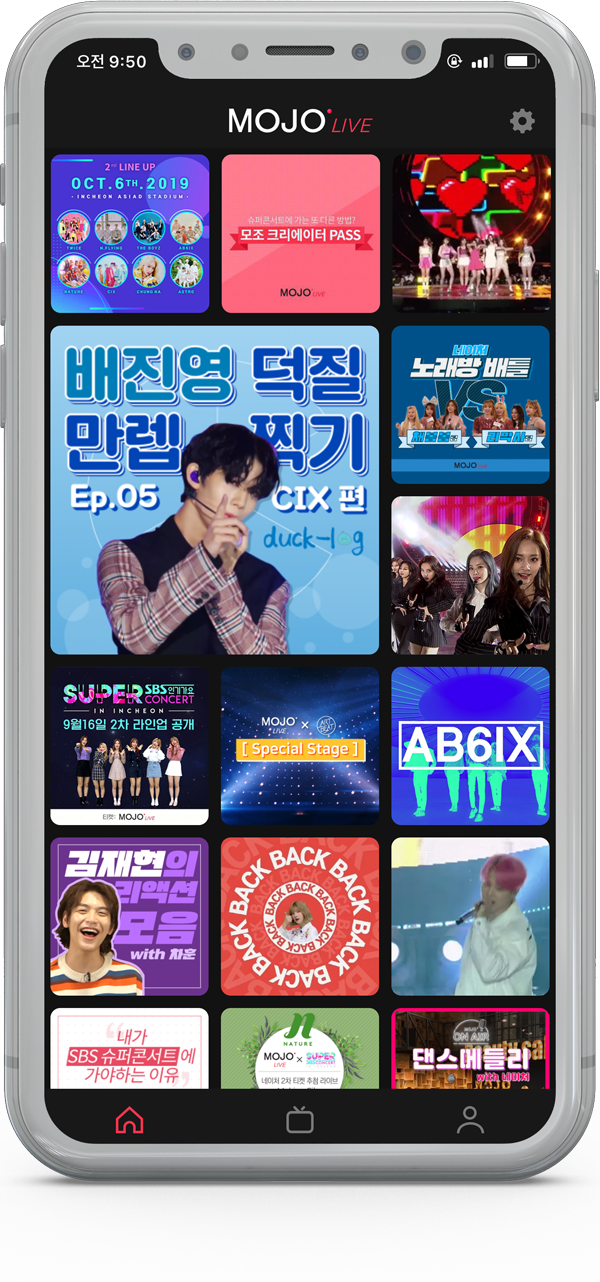 오전 9:50
MOJO LIVE
2nd LINE UP
OCT.6TH.2019
- INCHEON ASIAD STADIUM -
TWICE
N.FLYING
THE BOYZ
AB6IX
NATURE
CIX
CHUNG HA
ASTRO
슈퍼콘서트에 가는 또 다른 방법?
모조 크리에이터 PASS
MOJO LIVE
배진영 덕질
만렙 찍기
Ep.05
CIX 편
duck-log
네이처
노래방 배틀
VS
MOJO LIVE
SUPER SBS 인기가요 CONCERT
IN INCHEON
9월16일 2차 라인업 공개
티켓: MOJO LIVE
MOJO LIVE × ART BEAT
[ Special Stage ]
AB6IX
김재현의
리액션
모음
with 차훈
BACK BACK BACK BACK BACK BACK BACK BACK
BACK BACK BACK BACK BACK BACK
“내가
SBS 슈퍼콘서트에
가야하는 이유”
n
NATURE
MOJO LIVE × SUPER SBS CONCERT
네이처 2차 티켓 추첨 라이브
MOJO
ON AIR
댄스메들리
with 네이처